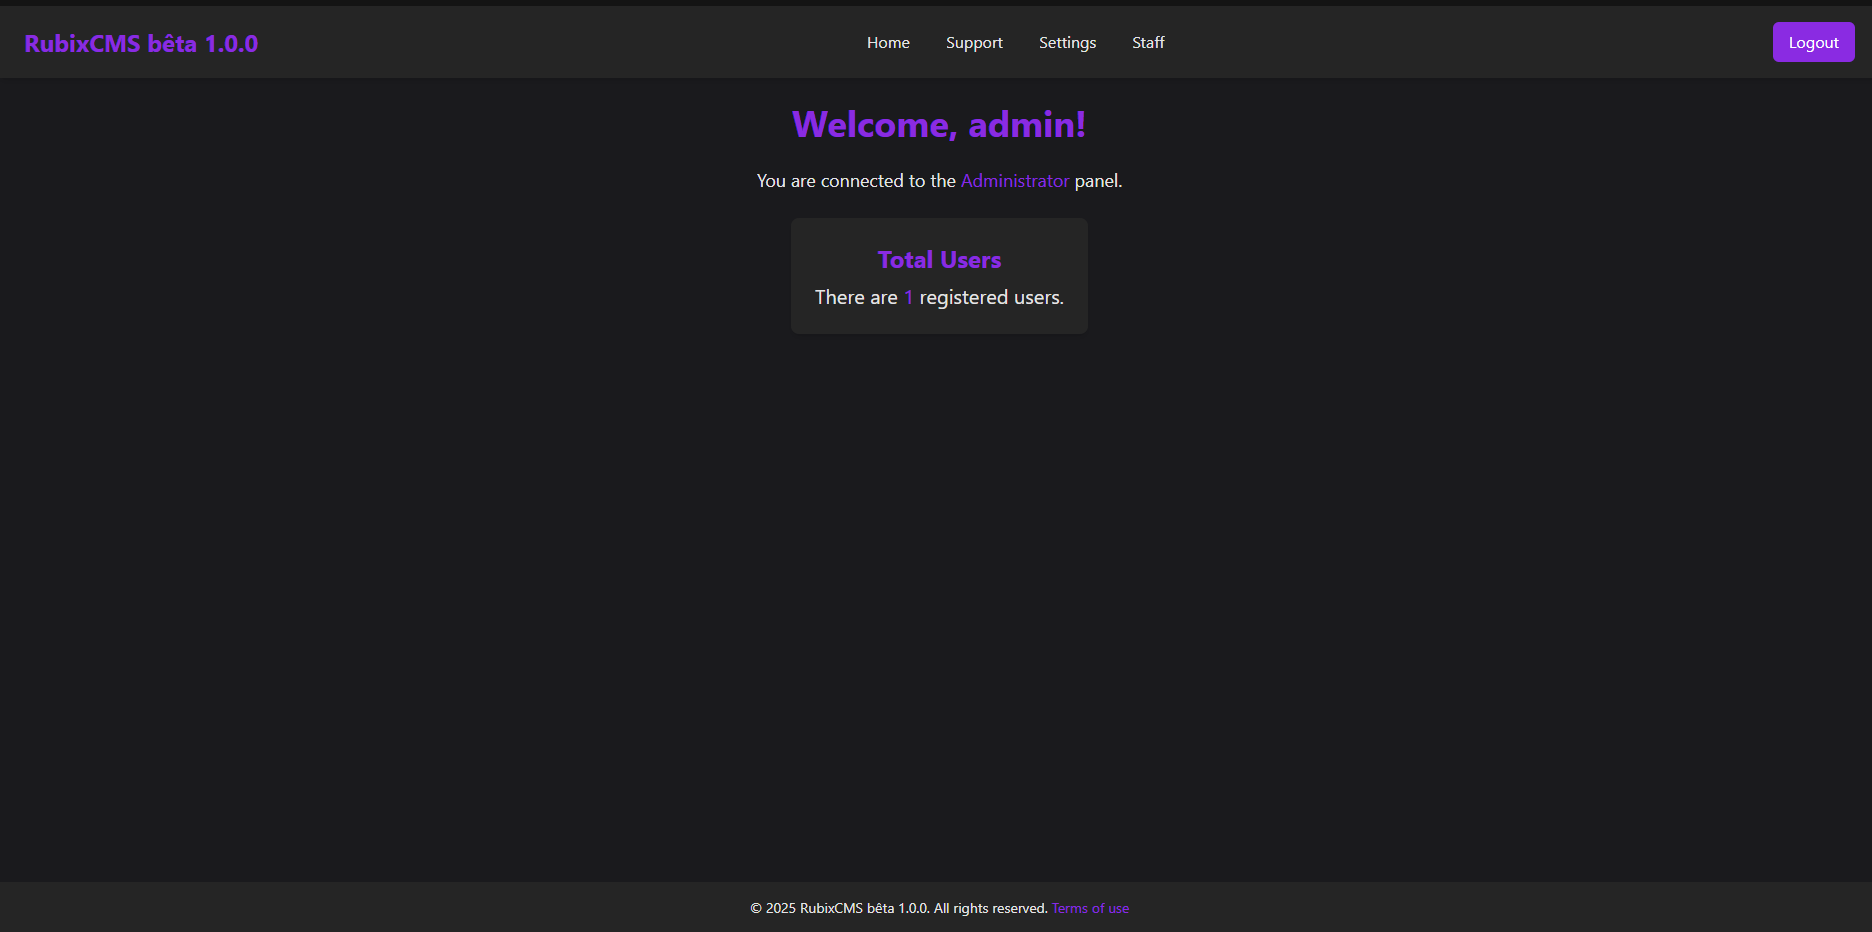 RubixCMS bêta 1.0.0
Home Support Settings Staff
Logout
Welcome, admin!
You are connected to the Administrator panel.
Total Users
There are 1 registered users.
© 2025 RubixCMS bêta 1.0.0. All rights reserved. Terms of use